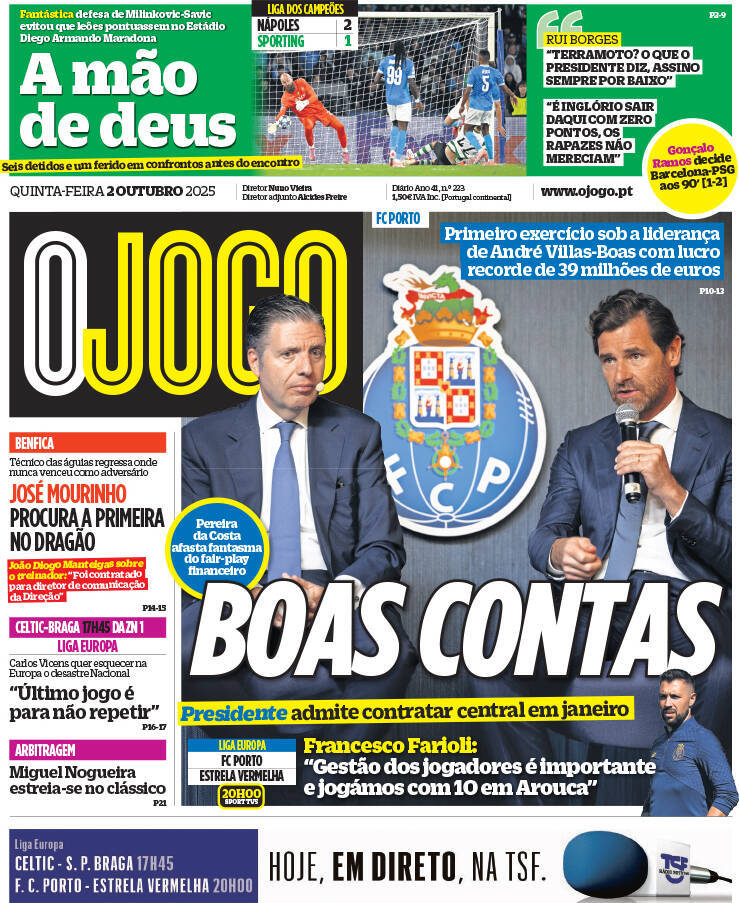 Fantástica defesa de Milinkovic-Savic
evitou que leões pontuassem no Estádio
Diego Armando Maradona
A mão
de deus
Seis detidos e um ferido em confrontos antes do encontro
LIGA DOS CAMPEÕES
NÁPOLES 2
SPORTING 1
99
5
P2-9
RUI BORGES
“TERRAMOTO? O QUE O
PRESIDENTE DIZ, ASSINO
SEMPRE POR BAIXO”
“É INGLÓRIO SAIR
DAQUI COM ZERO
PONTOS, OS
RAPAZES NÃO
MERECIAM”
Gonçalo
Ramos decide
Barcelona-PSG
aos 90’ [1-2]
QUINTA-FEIRA 2 OUTUBRO 2025
Diretor Nuno Vieira
Diretor adjunto Alcides Freire
Diário Ano 41, n.º 223
1,50€ IVA Inc. [Portugal continental]
www.ojogo.pt
O JOGO
FC PORTO
Primeiro exercício sob a liderança
de André Villas-Boas com lucro
recorde de 39 milhões de euros
P10-13
INVICTA
F C P
Pereira
da Costa
afasta fantasma
do fair-play
financeiro
BOAS CONTAS
Presidente admite contratar central em janeiro
LIGA EUROPA
FC PORTO
ESTRELA VERMELHA
20H00
SPORT TV5
Francesco Farioli:
“Gestão dos jogadores é importante
e jogámos com 10 em Arouca”
BENFICA
Técnico das águias regressa onde
nunca venceu como adversário
JOSÉ MOURINHO
PROCURA A PRIMEIRA
NO DRAGÃO
João Diogo Manteigas sobre
o treinador: “Foi contratado
para diretor de comunicação
da Direção”
P14-15
CELTIC-BRAGA 17H45 DAZN 1
LIGA EUROPA
Carlos Vicens quer esquecer na
Europa o desastre Nacional
“Último jogo é
para não repetir”
P16-17
ARBITRAGEM
Miguel Nogueira
estreia-se no clássico
P21
Liga Europa
CELTIC - S. P. BRAGA 17H45
F. C. PORTO - ESTRELA VERMELHA 20H00
HOJE, EM DIRETO, NA TSF.
TSF
RÁDIO NOTÍCIAS